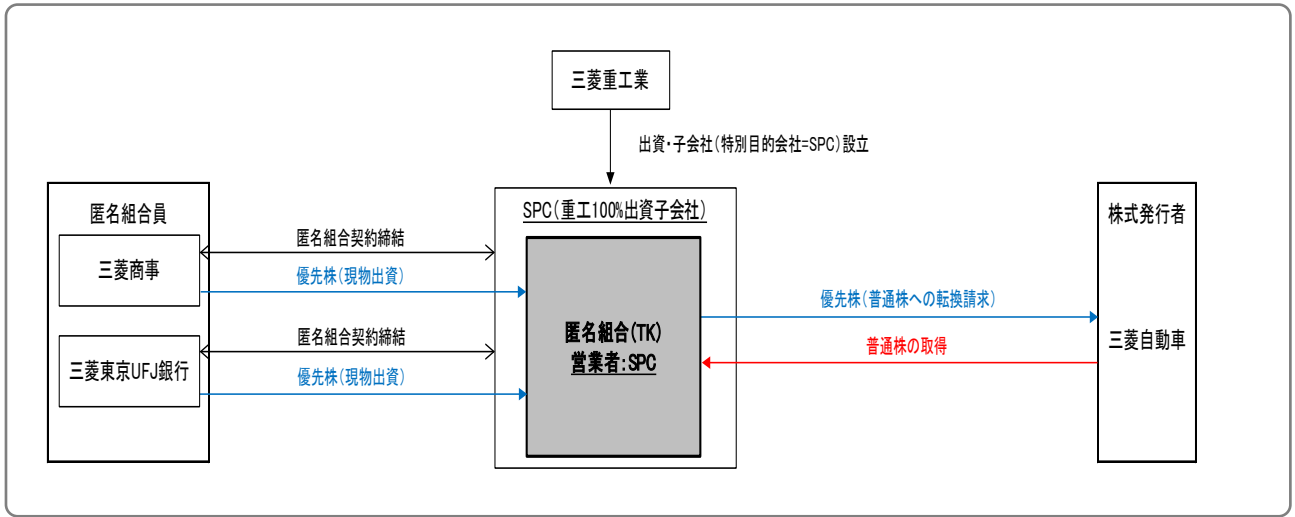 三菱重工業
出資・子会社(特別目的会社=SPC)設立
匿名組合員
三菱商事
三菱東京UFJ銀行
匿名組合契約締結
優先株(現物出資)
匿名組合契約締結
優先株(現物出資)
SPC(重工100%出資子会社)
匿名組合(TK)
営業者:SPC
優先株(普通株への転換請求)
普通株の取得
株式発行者
三菱自動車